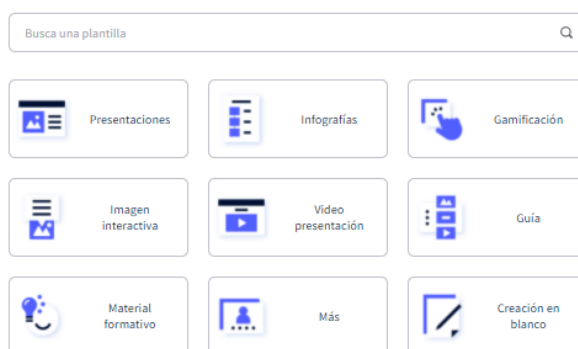 Busca una plantilla
Presentaciones
Infografías
Gamificación
Imagen
interactiva
Video
presentación
Guía
Material
formativo
Más
Creación en
blanco